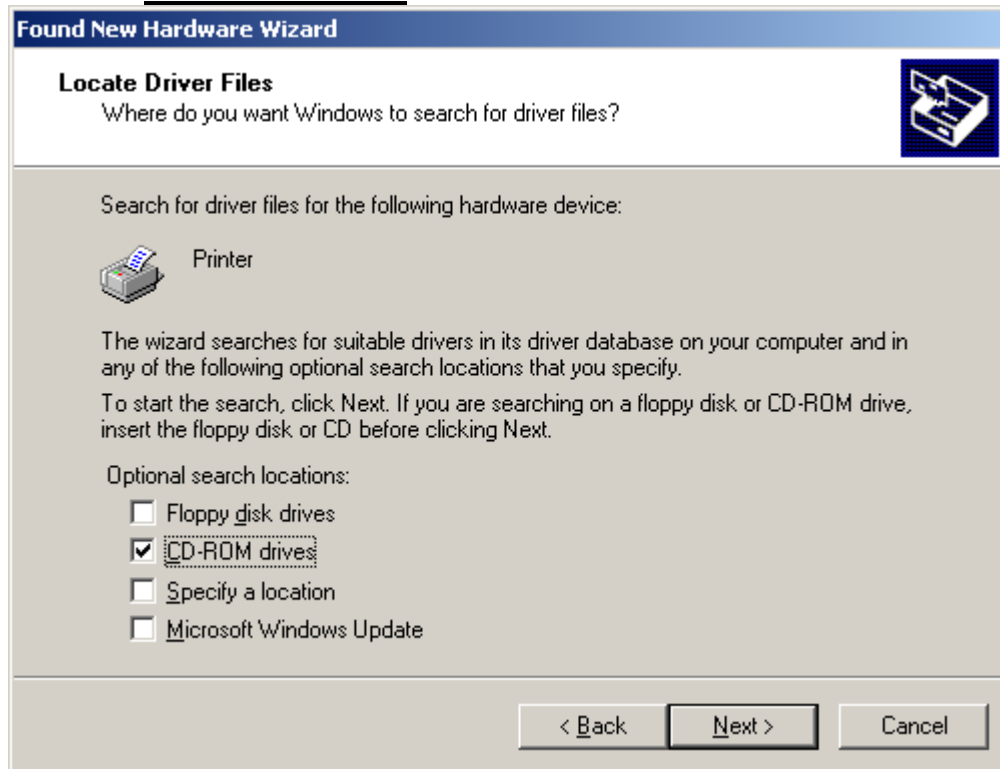 Found New Hardware Wizard
Locate Driver Files
Where do you want Windows to search for driver files?
Search for driver files for the following hardware device:
Printer
The wizard searches for suitable drivers in its driver database on your computer and in
any of the following optional search locations that you specify.
To start the search, click Next. If you are searching on a floppy disk or CD-ROM drive,
insert the floppy disk or CD before clicking Next.
Optional search locations:
Floppy disk drives
CD-ROM drives
Specify a location
Microsoft Windows Update
< Back Next > Cancel